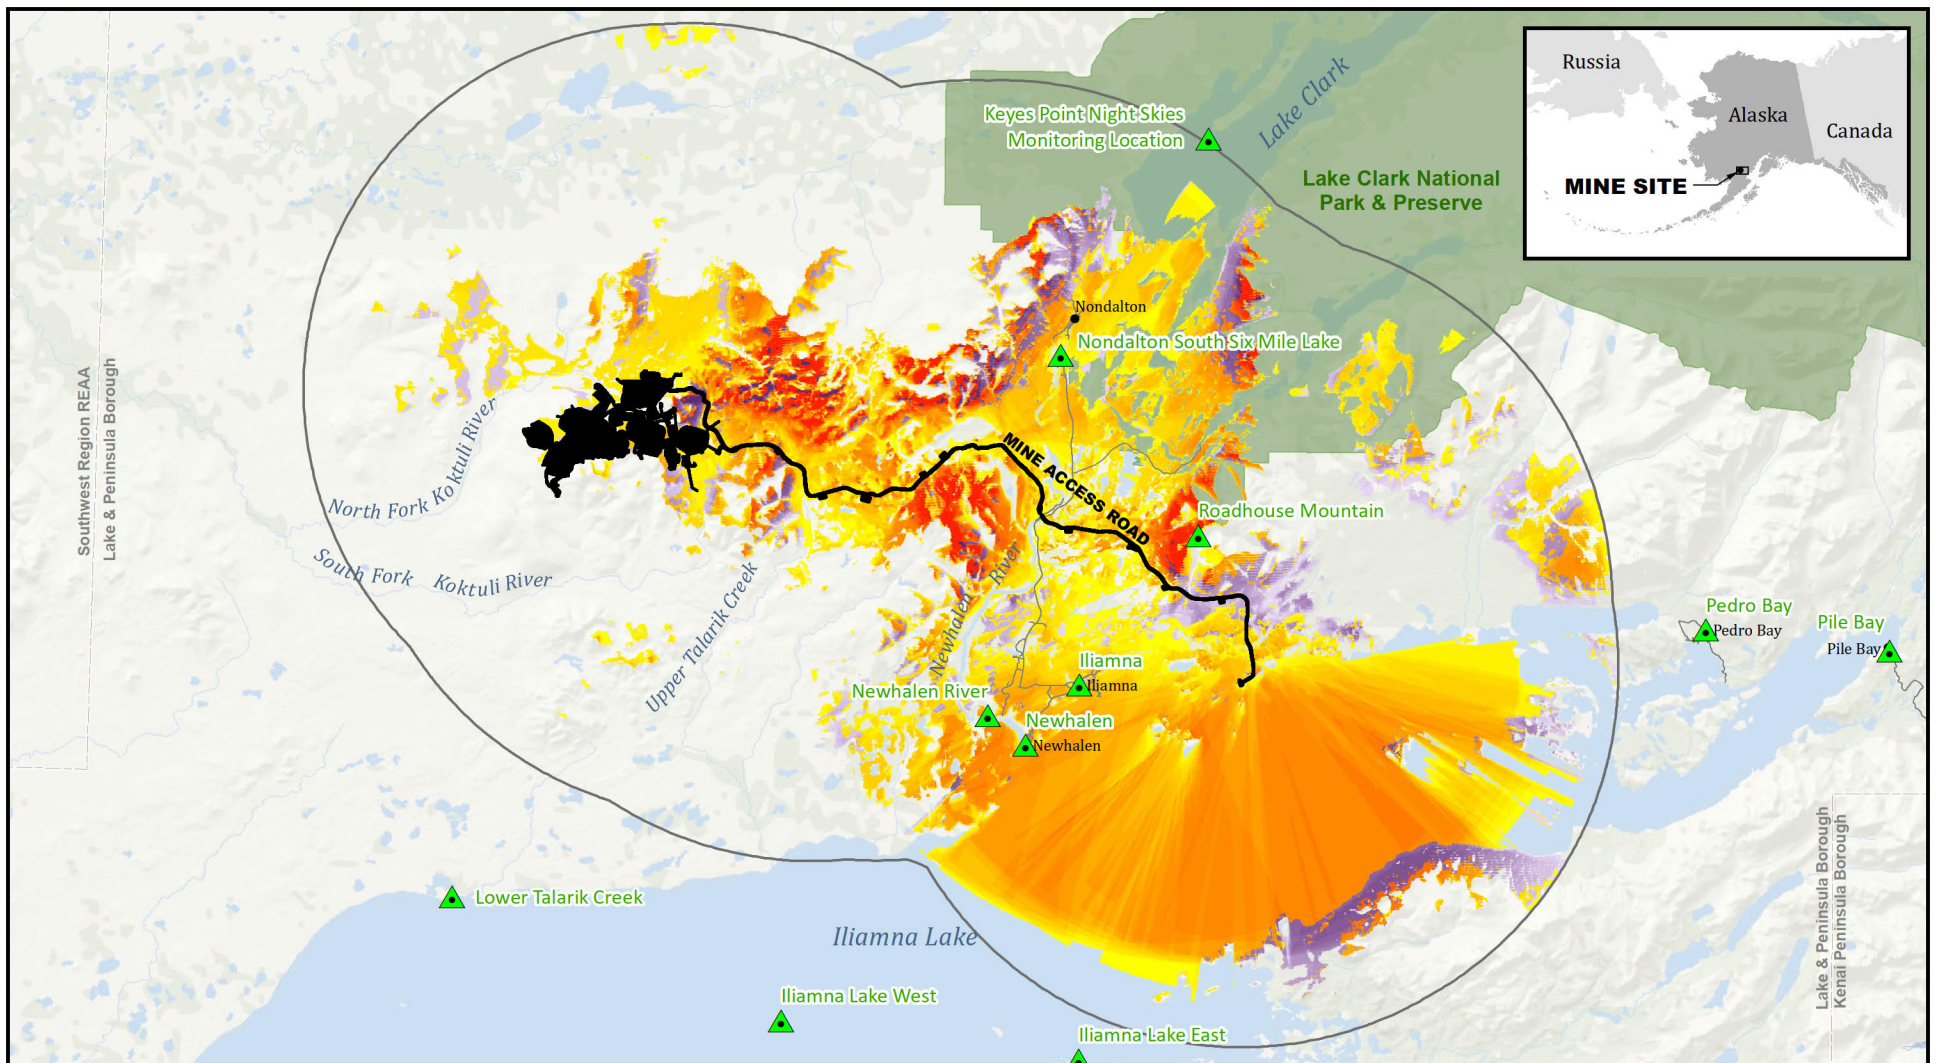 Russia
Alaska
Canada
MINE SITE
Keyes Point Night Skies
Monitoring Location
Lake Clark
Lake Clark National
Park & Preserve
Nondalton
Nondalton South Six Mile Lake
Southwest Region REAA
Lake & Peninsula Borough
North Fork Koktuli River
South Fork Koktuli River
MINE ACCESS ROAD
Roadhouse Mountain
Upper Talarik Creek
Newhalen River
Pedro Bay
Pedro Bay
Pile Bay
Pile Bay
Iliamna
Iliamna
Newhalen River
Newhalen
Newhalen
Lower Talarik Creek
Iliamna Lake
Lake & Peninsula Borough
Kenai Peninsula Borough
Iliamna Lake West
Iliamna Lake East